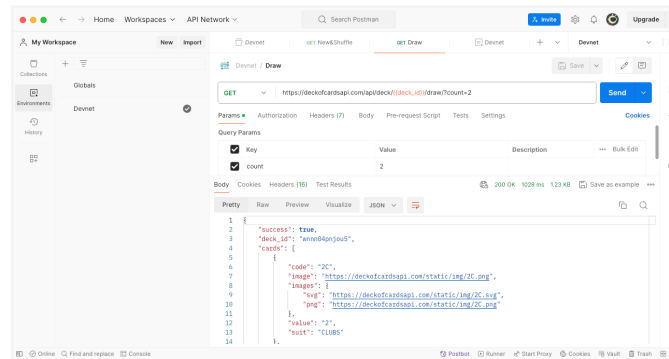 Home Workspaces API Network Search Postman Invite Upgrade
My Workspace New Import Devnet GET New&Shuffle GET Draw Devnet Devnet
Collections
Environments
History
Globals
Devnet
Devnet / Draw Save
GET https://deckofcardsapi.com/api/deck/{{deck_id}}/draw/?count=2 Send
Params Authorization Headers (7) Body Pre-request Script Tests Settings Cookies
Query Params
Key Value Description Bulk Edit
count 2
Body Cookies Headers (16) Test Results 200 OK 1028 ms 1.23 KB Save as example
Pretty Raw Preview Visualize JSON
1 {
2 "success": true,
3 "deck_id": "wnnn04pnjou5",
4 "cards": [
5 {
6 "code": "2C",
7 "image": "https://deckofcardsapi.com/static/img/2C.png",
8 "images": {
9 "svg": "https://deckofcardsapi.com/static/img/2C.svg",
10 "png": "https://deckofcardsapi.com/static/img/2C.png"
11 },
12 "value": "2",
13 "suit": "CLUBS"
14 },
Online Find and replace Console Postbot Runner Start Proxy Cookies Vault Trash